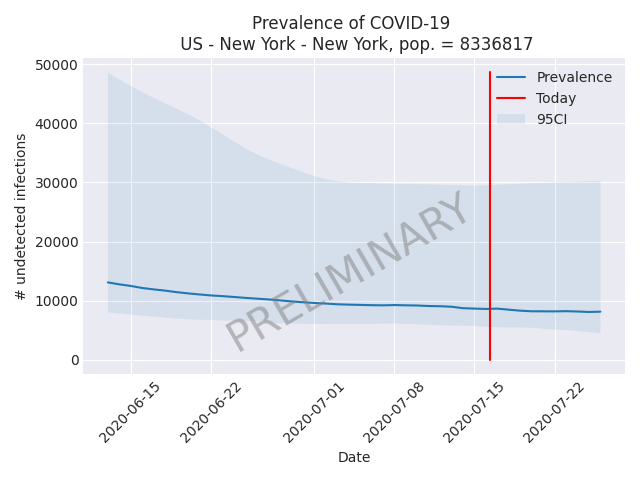 Prevalence of COVID-19
US - New York - New York, pop. = 8336817
50000
40000
30000
20000
10000
0
# undetected infections
Prevalence
Today
95CI
PRELIMINARY
2020-06-15
2020-06-22
2020-07-01
2020-07-08
2020-07-15
2020-07-22
Date